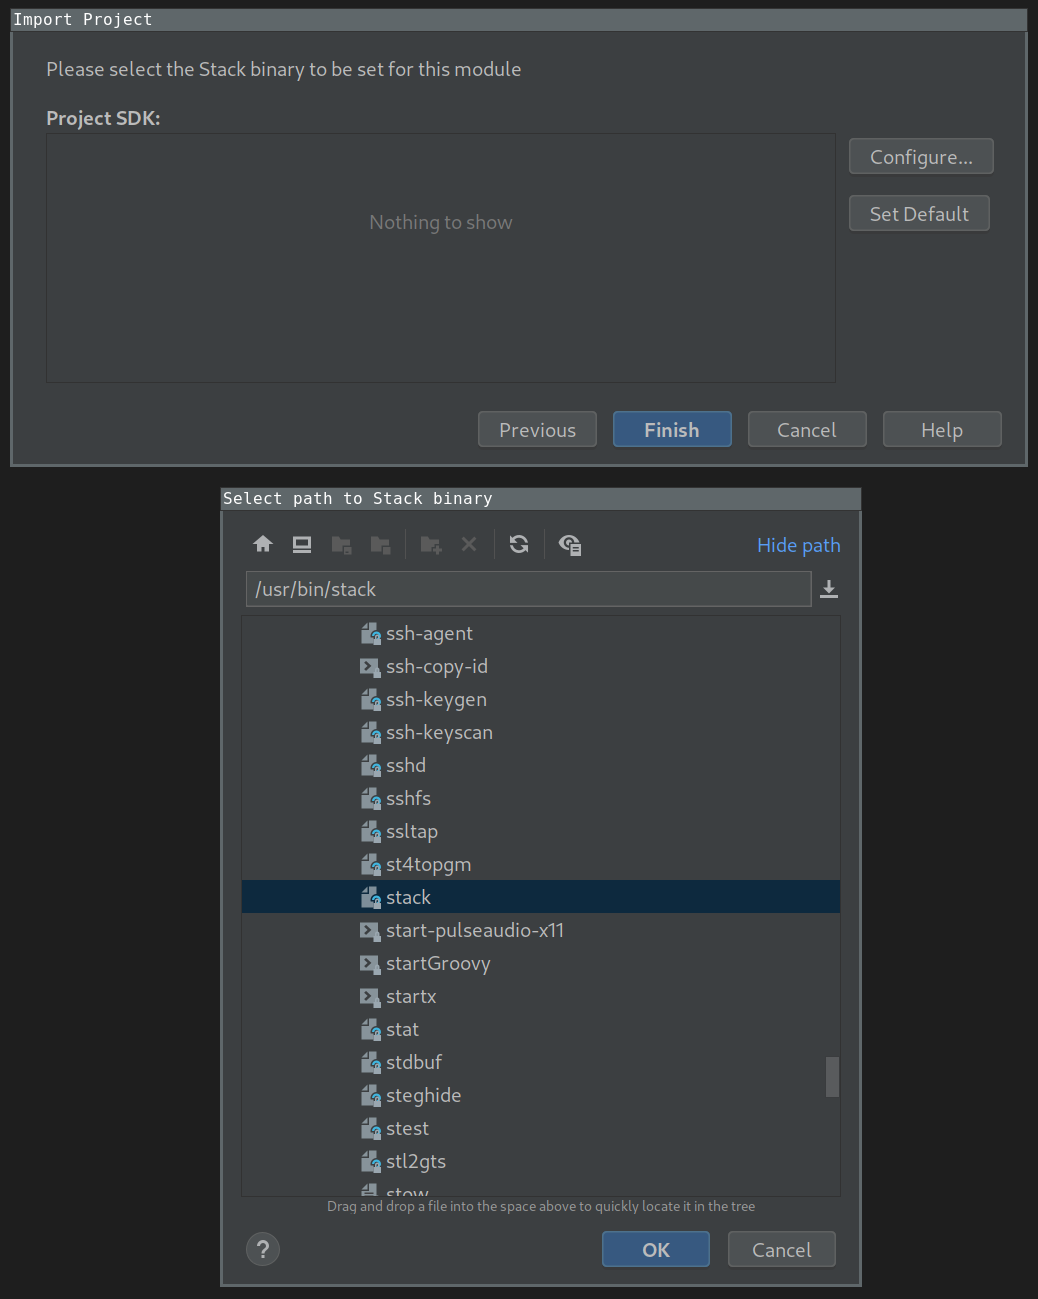 Import Project
Please select the Stack binary to be set for this module
Project SDK:
Configure...
Nothing to show
Set Default
Previous
Finish
Cancel
Help
Select path to Stack binary
Hide path
/usr/bin/stack
ssh-agent
ssh-copy-id
ssh-keygen
ssh-keyscan
sshd
sshfs
ssltap
st4topgm
stack
start-pulseaudio-x11
startGroovy
startx
stat
stdbuf
steghide
stest
stl2gts
stow
Drag and drop a file into the space above to quickly locate it in the tree
?
OK
Cancel